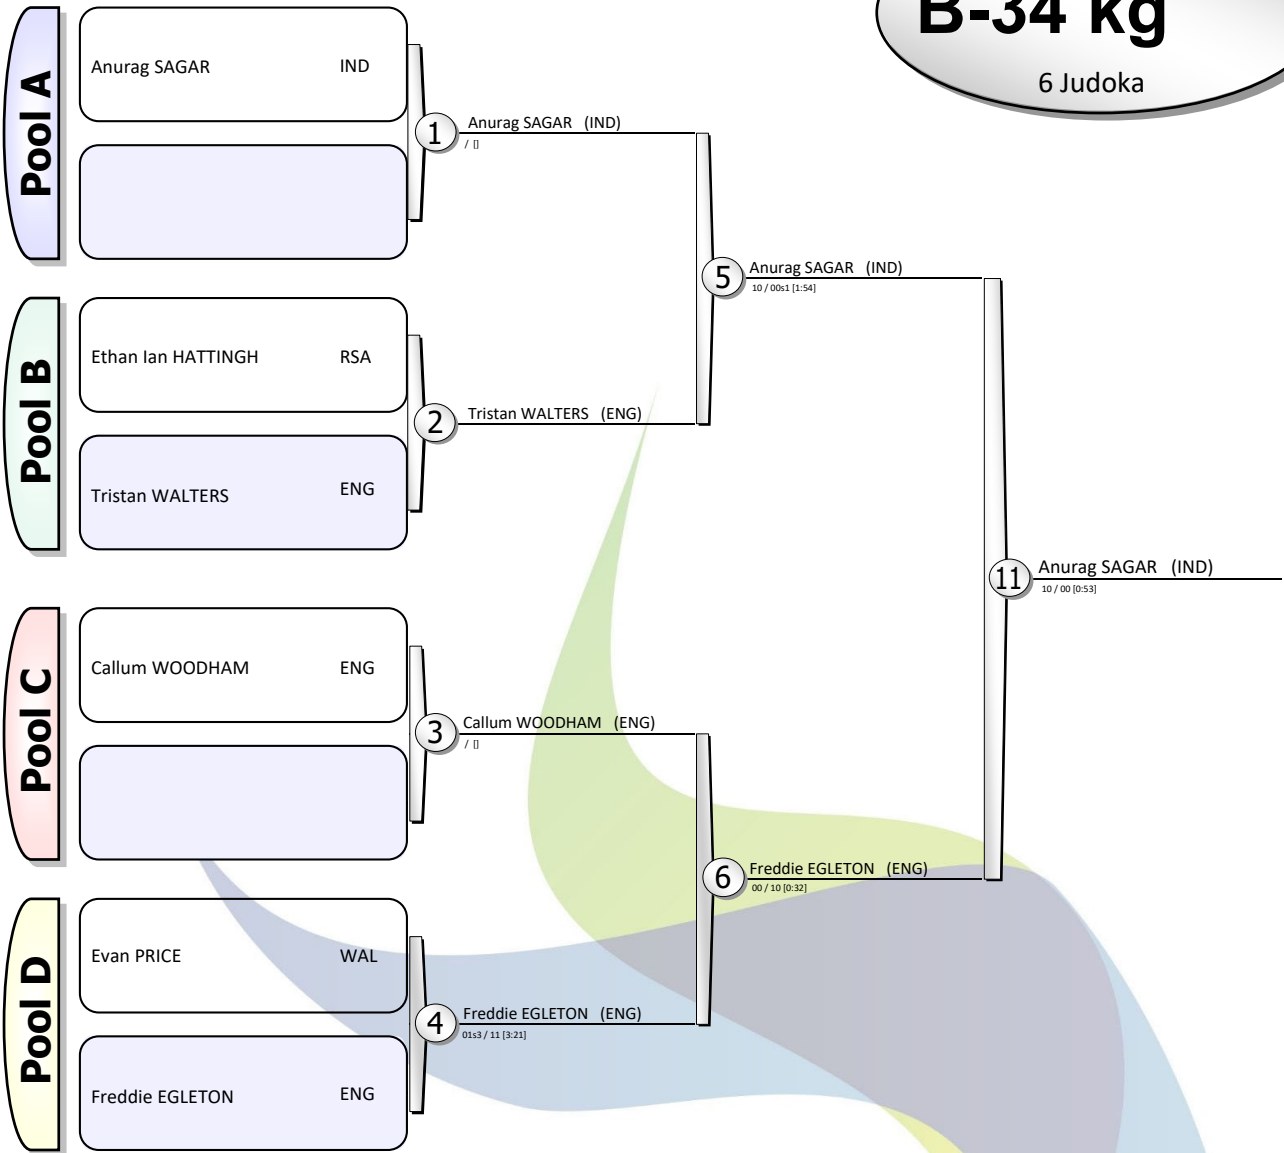 B-34 kg
6 Judoka
Pool A
Anurag SAGAR IND
1 Anurag SAGAR (IND)
/ []
5 Anurag SAGAR (IND)
10 / 00s1 [1:54]
Pool B
Ethan Ian HATTINGH RSA
2 Tristan WALTERS (ENG)
Tristan WALTERS ENG
11 Anurag SAGAR (IND)
10 / 00 [0:53]
Pool C
Callum WOODHAM ENG
3 Callum WOODHAM (ENG)
/ []
6 Freddie EGLETON (ENG)
00 / 10 [0:32]
Pool D
Evan PRICE WAL
4 Freddie EGLETON (ENG)
01s3 / 11 [3:21]
Freddie EGLETON ENG